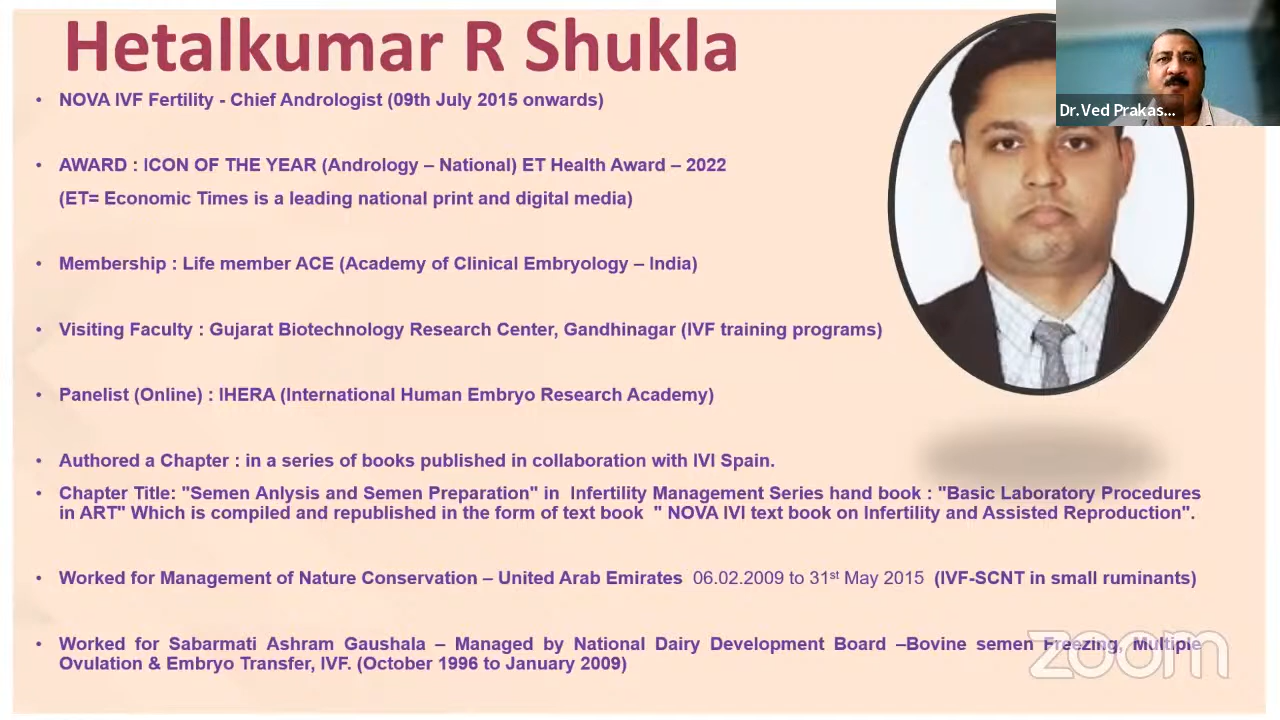 Hetalkumar R Shukla
Dr.Ved Prakas...
• NOVA IVF Fertility - Chief Andrologist (09th July 2015 onwards)
• AWARD : ICON OF THE YEAR (Andrology – National) ET Health Award – 2022
(ET= Economic Times is a leading national print and digital media)
• Membership : Life member ACE (Academy of Clinical Embryology – India)
• Visiting Faculty : Gujarat Biotechnology Research Center, Gandhinagar (IVF training programs)
• Panelist (Online) : IHERA (International Human Embryo Research Academy)
• Authored a Chapter : in a series of books published in collaboration with IVI Spain.
• Chapter Title: "Semen Anlysis and Semen Preparation" in Infertility Management Series hand book : "Basic Laboratory Procedures
in ART" Which is compiled and republished in the form of text book " NOVA IVI text book on Infertility and Assisted Reproduction".
• Worked for Management of Nature Conservation – United Arab Emirates 06.02.2009 to 31st May 2015 (IVF-SCNT in small ruminants)
• Worked for Sabarmati Ashram Gaushala – Managed by National Dairy Development Board –Bovine semen Freezing, Multiple
Ovulation & Embryo Transfer, IVF. (October 1996 to January 2009)
zoom